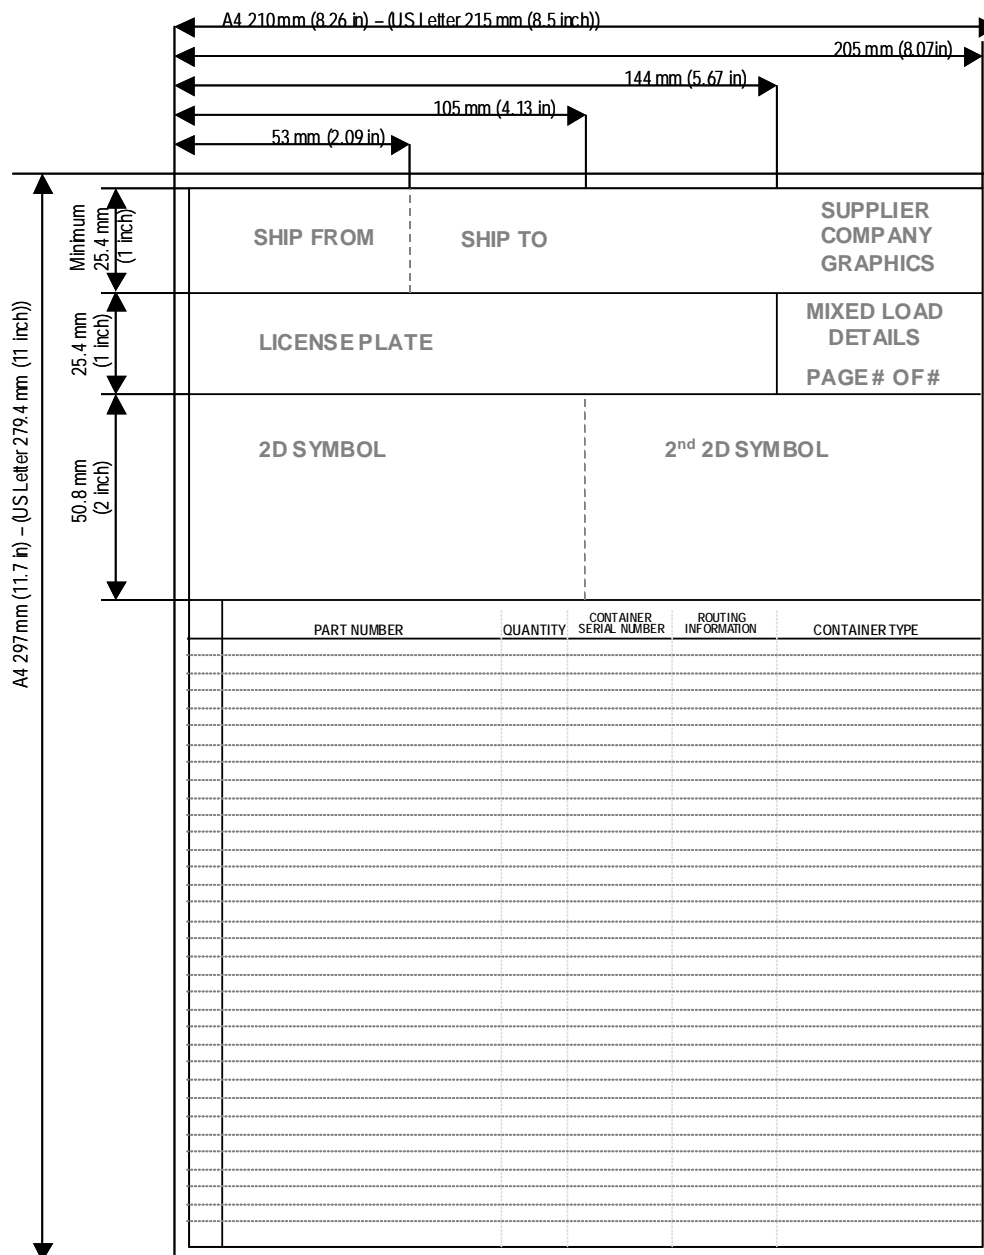 A4 210 mm (8.26 in) – (US Letter 215 mm (8.5 inch))
205 mm (8.07in)
144 mm (5.67 in)
105 mm (4.13 in)
53 mm (2.09 in)
Minimum
25.4 mm
(1 inch)
SHIP FROM
SHIP TO
SUPPLIER
COMPANY
GRAPHICS
25.4 mm
(1 inch)
LICENSE PLATE
MIXED LOAD
DETAILS
PAGE # OF #
A4 297 mm (11.7 in) – (US Letter 279.4 mm (11 inch))
50.8 mm
(2 inch)
2D SYMBOL
2nd 2D SYMBOL
PART NUMBER
QUANTITY
CONTAINER
SERIAL NUMBER
ROUTING
INFORMATION
CONTAINER TYPE